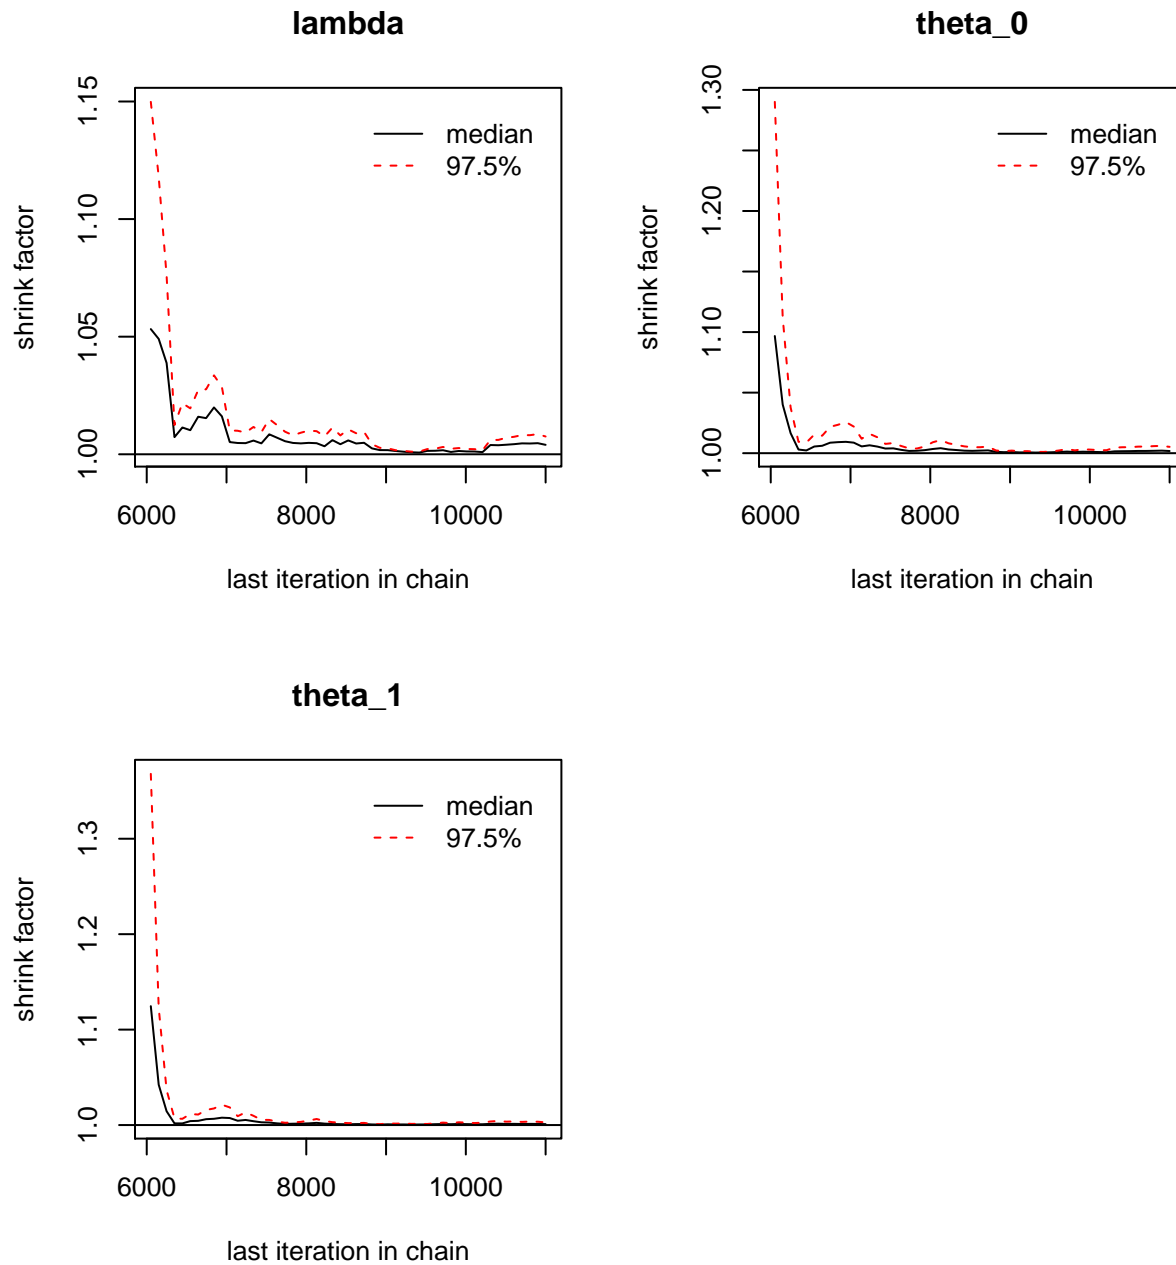 lambda
shrink factor
1.15
1.10
1.05
1.00
median
97.5%
6000 8000 10000
last iteration in chain
theta_0
shrink factor
1.30
1.20
1.10
1.00
median
97.5%
6000 8000 10000
last iteration in chain
theta_1
shrink factor
1.3
1.2
1.1
1.0
median
97.5%
6000 8000 10000
last iteration in chain